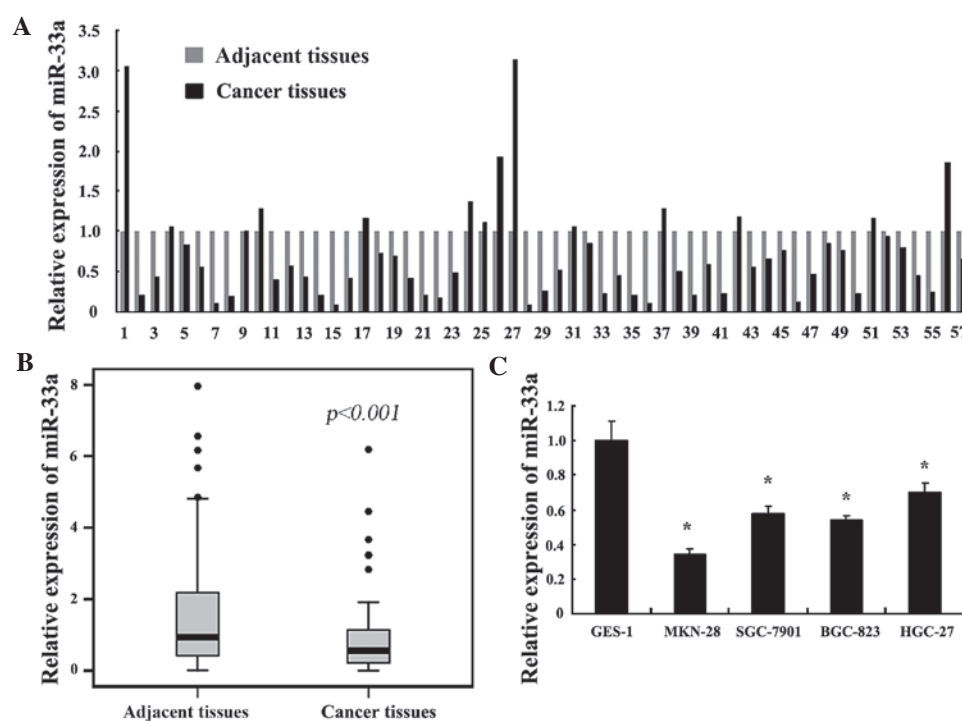 A
Relative expression of miR-33a
3.5
3.0
2.5
2.0
1.5
1.0
0.5
0
Adjacent tissues
Cancer tissues
1 3 5 7 9 11 13 15 17 19 21 23 25 27 29 31 33 35 37 39 41 43 45 47 49 51 53 55 57
B
Relative expression of miR-33a
8
6
4
2
0
p<0.001
Adjacent tissues Cancer tissues
C
Relative expression of miR-33a
1.2
1.0
0.8
0.6
0.4
0.2
0
* * * *
GES-1 MKN-28 SGC-7901 BGC-823 HGC-27